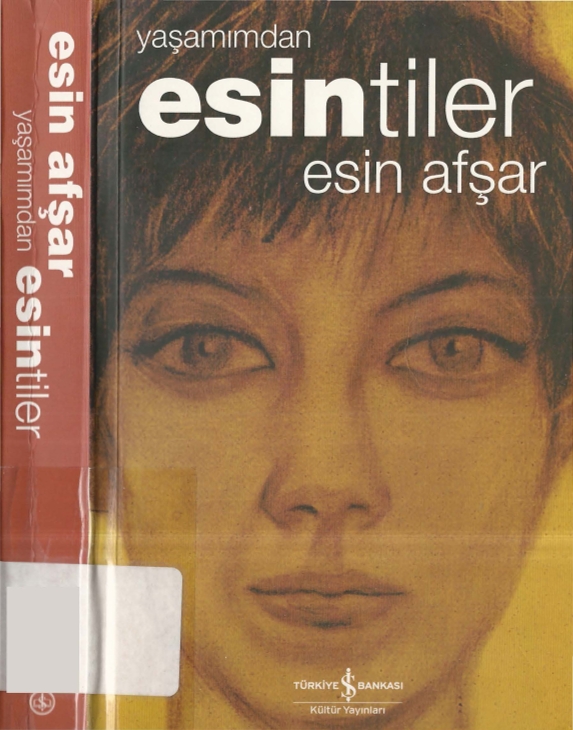 yaşamımdan
esintiler
esin afşar
TÜRKİYE İŞ BANKASI
Kültür Yayınları
esin afşar
yaşamımdan esintiler